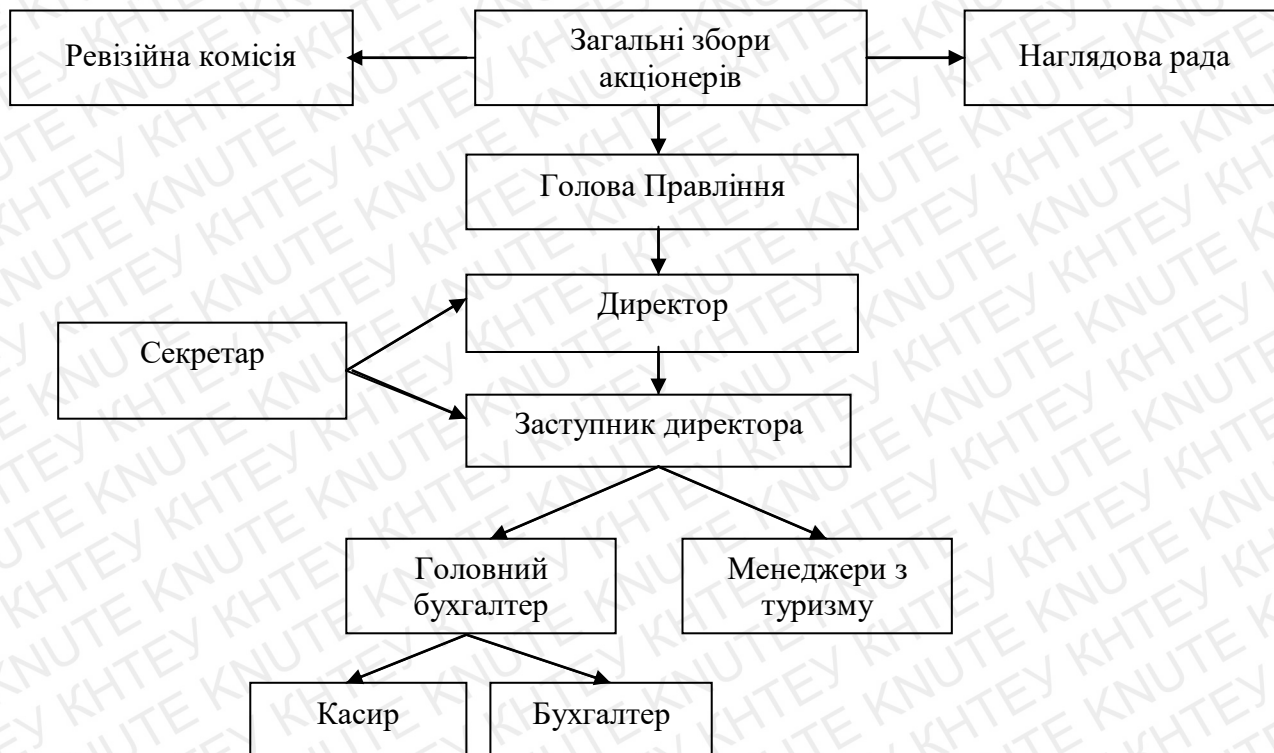 Ревізійна комісія
Загальні збори
акціонерів
Наглядова рада
Голова Правління
Директор
Секретар
Заступник директора
Головний
бухгалтер
Менеджери з
туризму
Касир
Бухгалтер